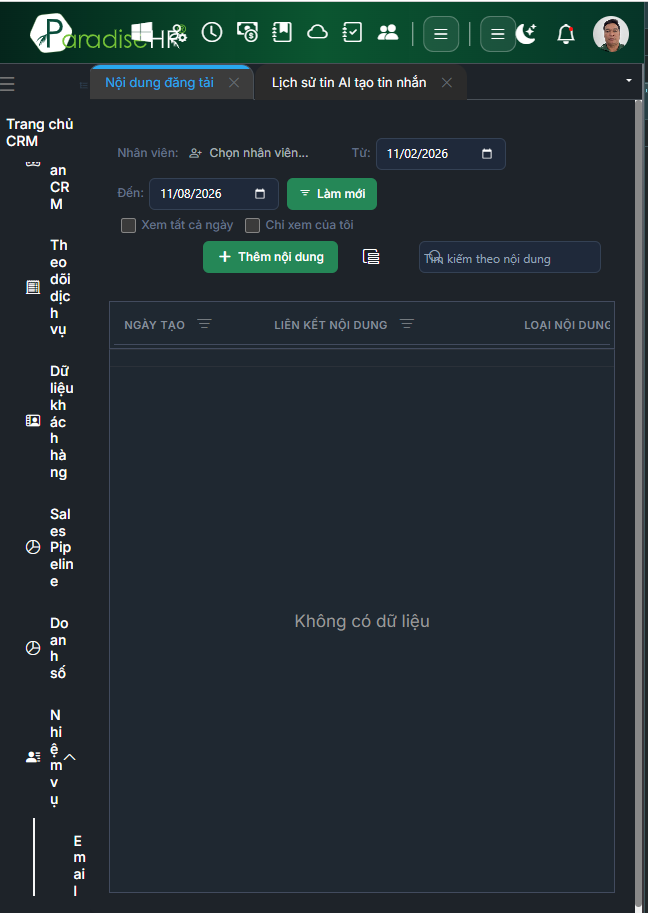 ParadiseHR
Nội dung đăng tải
Lịch sử tin AI tạo tin nhắn
Trang chủ
CRM
an
CR
M
Th
eo
dõi
dịc
h
vụ
Dữ
liệu
kh
ác
h
hà
ng
Sal
es
Pip
elin
e
Do
an
h
số
N
hi
ệ
m
v
ụ
E
m
ai
l
Nhân viên: Chọn nhân viên... Từ: 11/02/2026
Đến: 11/08/2026 Làm mới
Xem tất cả ngày Chỉ xem của tôi
Thêm nội dung Tìm kiếm theo nội dung
NGÀY TẠO LIÊN KẾT NỘI DUNG LOẠI NỘI DUNG
Không có dữ liệu